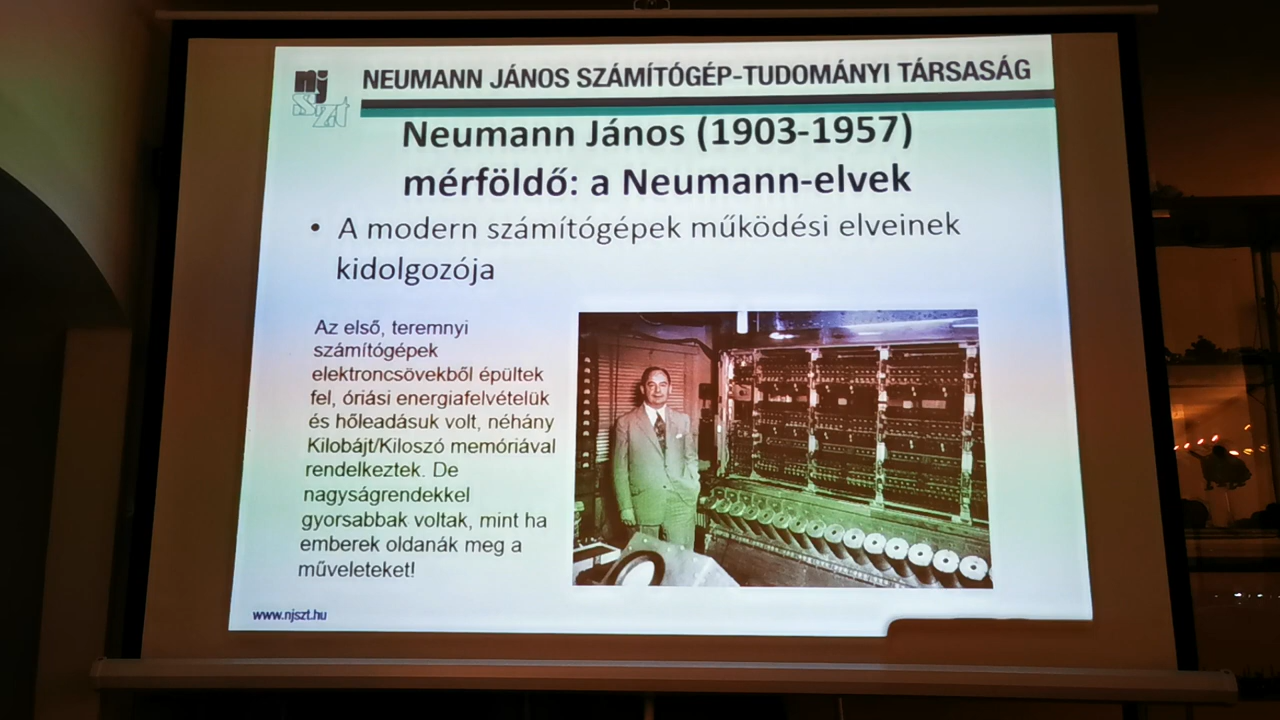 nj
szt
NEUMANN JÁNOS SZÁMÍTÓGÉP-TUDOMÁNYI TÁRSASÁG
Neumann János (1903-1957)
mérföldő: a Neumann-elvek
• A modern számítógépek működési elveinek
kidolgozója
Az első, teremnyi
számítógépek
elektroncsövekből épültek
fel, óriási energiafelvételük
és hőleadásuk volt, néhány
Kilobájt/Kiloszó memóriával
rendelkeztek. De
nagyságrendekkel
gyorsabbak voltak, mint ha
emberek oldanák meg a
műveleteket!
www.njszt.hu